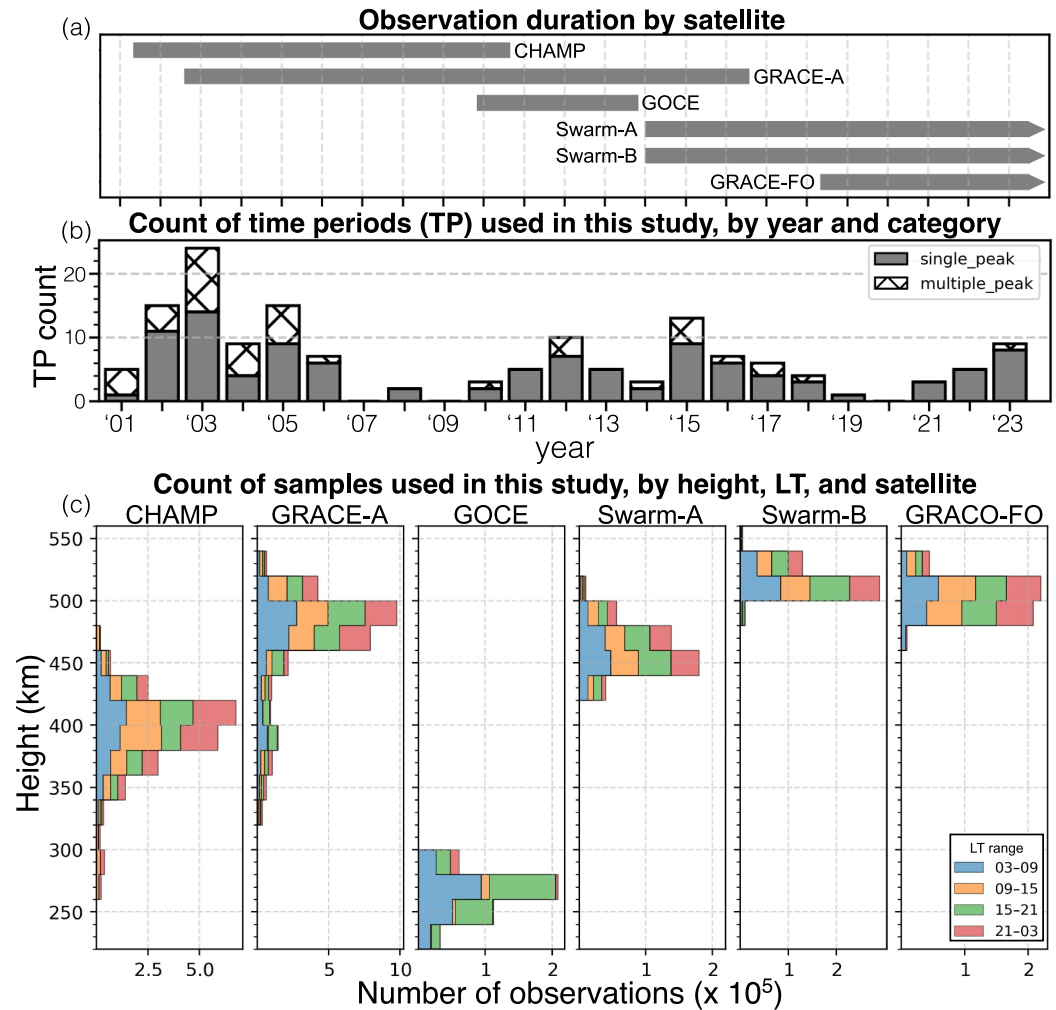 Observation duration by satellite
(a)
CHAMP
GRACE-A
GOCE
Swarm-A
Swarm-B
GRACE-FO
Count of time periods (TP) used in this study, by year and category
(b)
TP count
20
10
0
single_peak
multiple_peak
‘01 ‘03 ‘05 ‘07 ‘09 ‘11 ‘13 ‘15 ‘17 ‘19 ‘21 ‘23
year
Count of samples used in this study, by height, LT, and satellite
(c)
CHAMP GRACE-A GOCE Swarm-A Swarm-B GRACO-FO
Height (km)
550
500
450
400
350
300
250
LT range
03–09
09–15
15–21
21–03
2.5 5.0 5 10 1 2 1 2 1 2 1 2
Number of observations (x 10⁵)